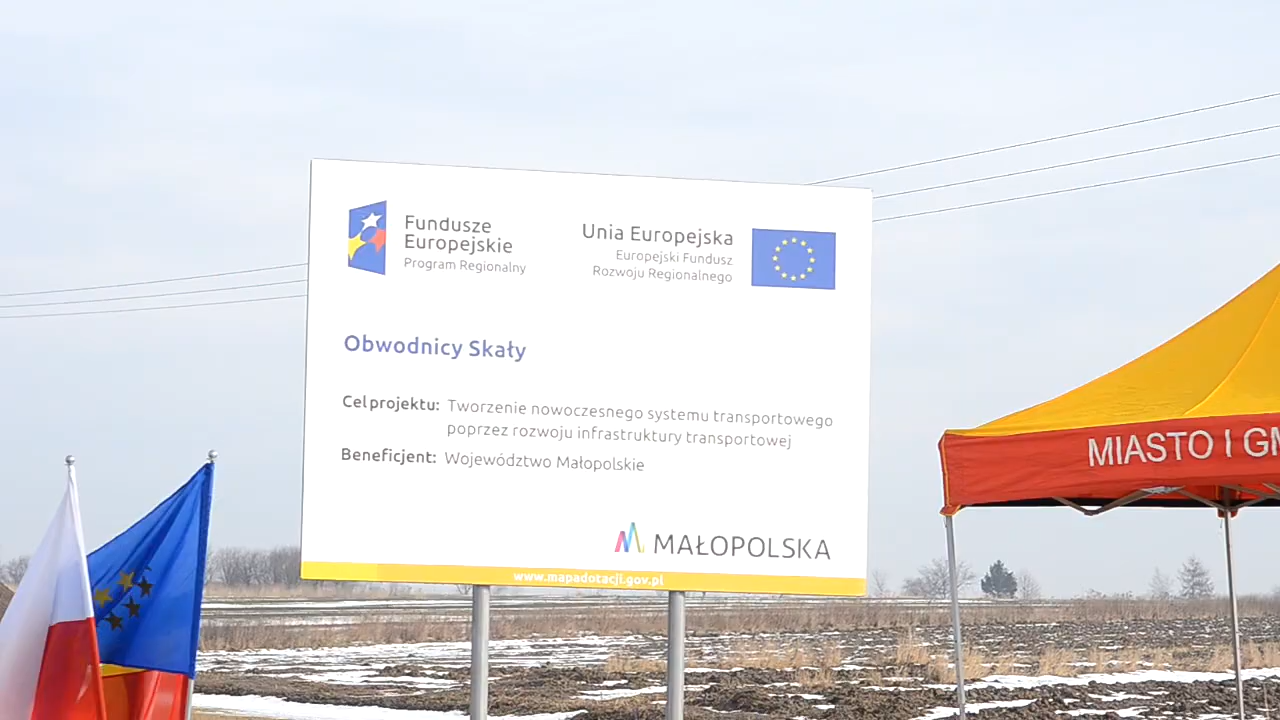 Fundusze
Europejskie
Program Regionalny
Unia Europejska
Europejski Fundusz
Rozwoju Regionalnego
Obwodnicy Skały
Cel projektu: Tworzenie nowoczesnego systemu transportowego
poprzez rozwoju infrastruktury transportowej
Beneficjent: Województwo Małopolskie
MAŁOPOLSKA
www.mapadotacji.gov.pl
MIASTO I GM